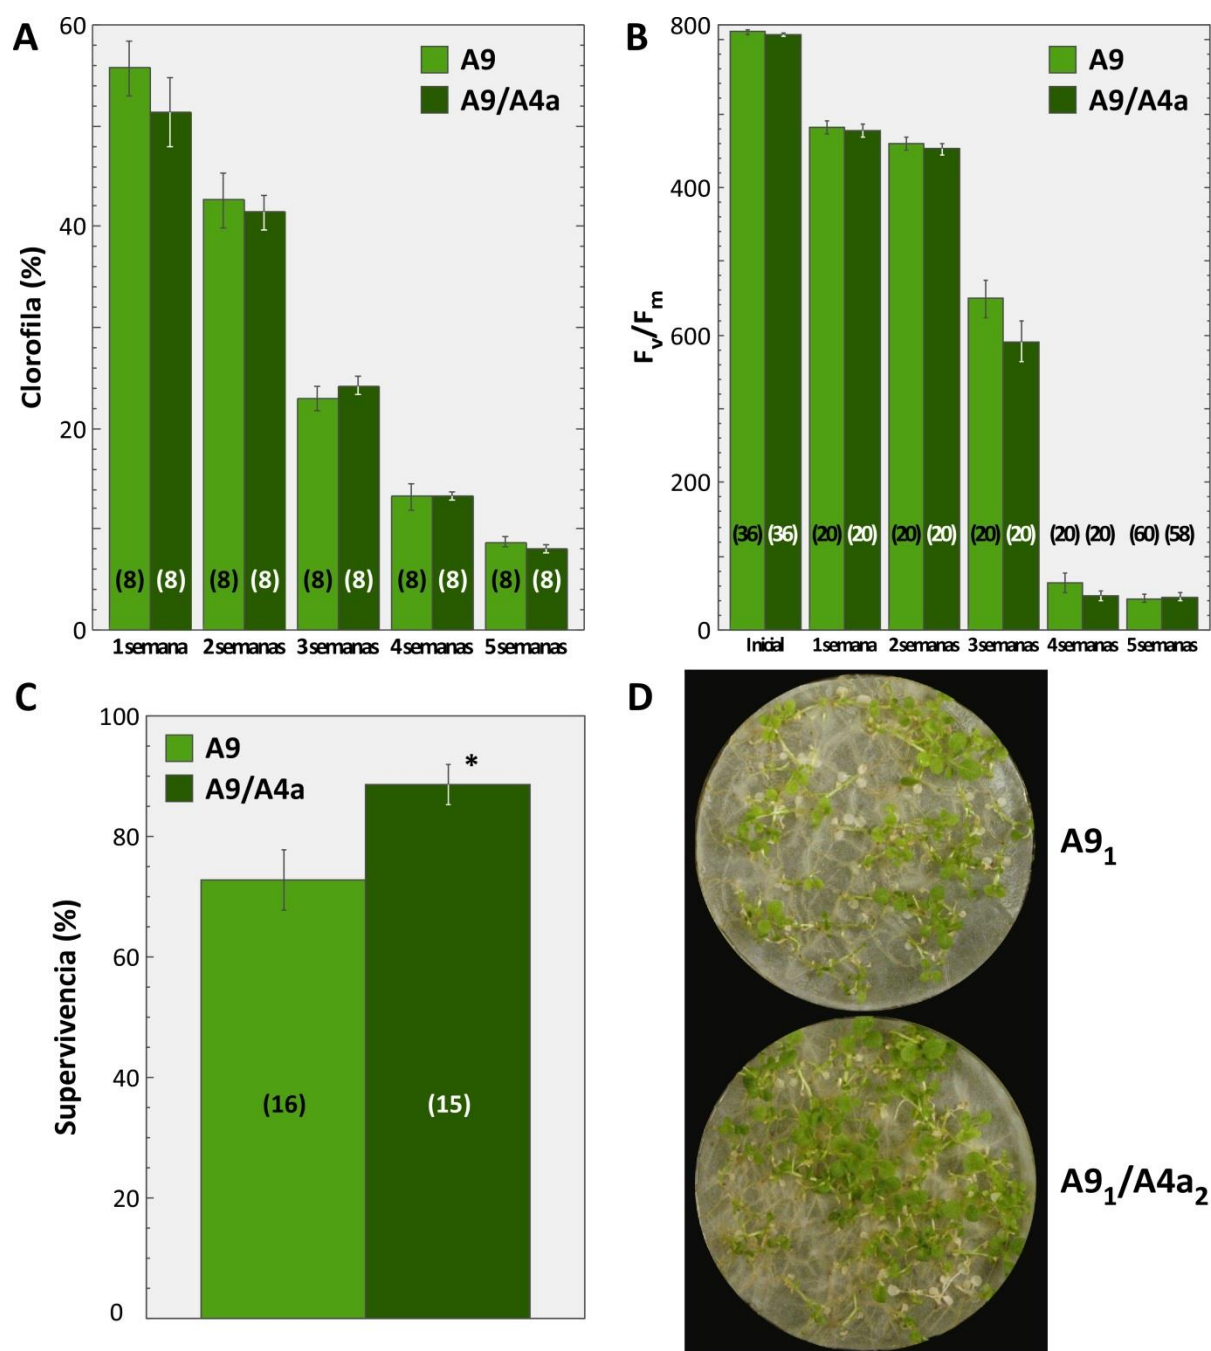 A
60
40
20
0
Clorofila (%)
A9
A9/A4a
(8) (8) (8) (8) (8) (8) (8) (8) (8) (8)
1 semana 2 semanas 3 semanas 4 semanas 5 semanas
B
800
400
600
200
0
Fv/Fm
A9
A9/A4a
(36) (36) (20) (20) (20) (20) (20) (20) (20) (20) (60) (58)
Inicial 1 semana 2 semanas 3 semanas 4 semanas 5 semanas
C
100
80
60
40
20
0
Supervivencia (%)
A9
A9/A4a
*
(16) (15)
D
A9₁
A9₁/A4a₂